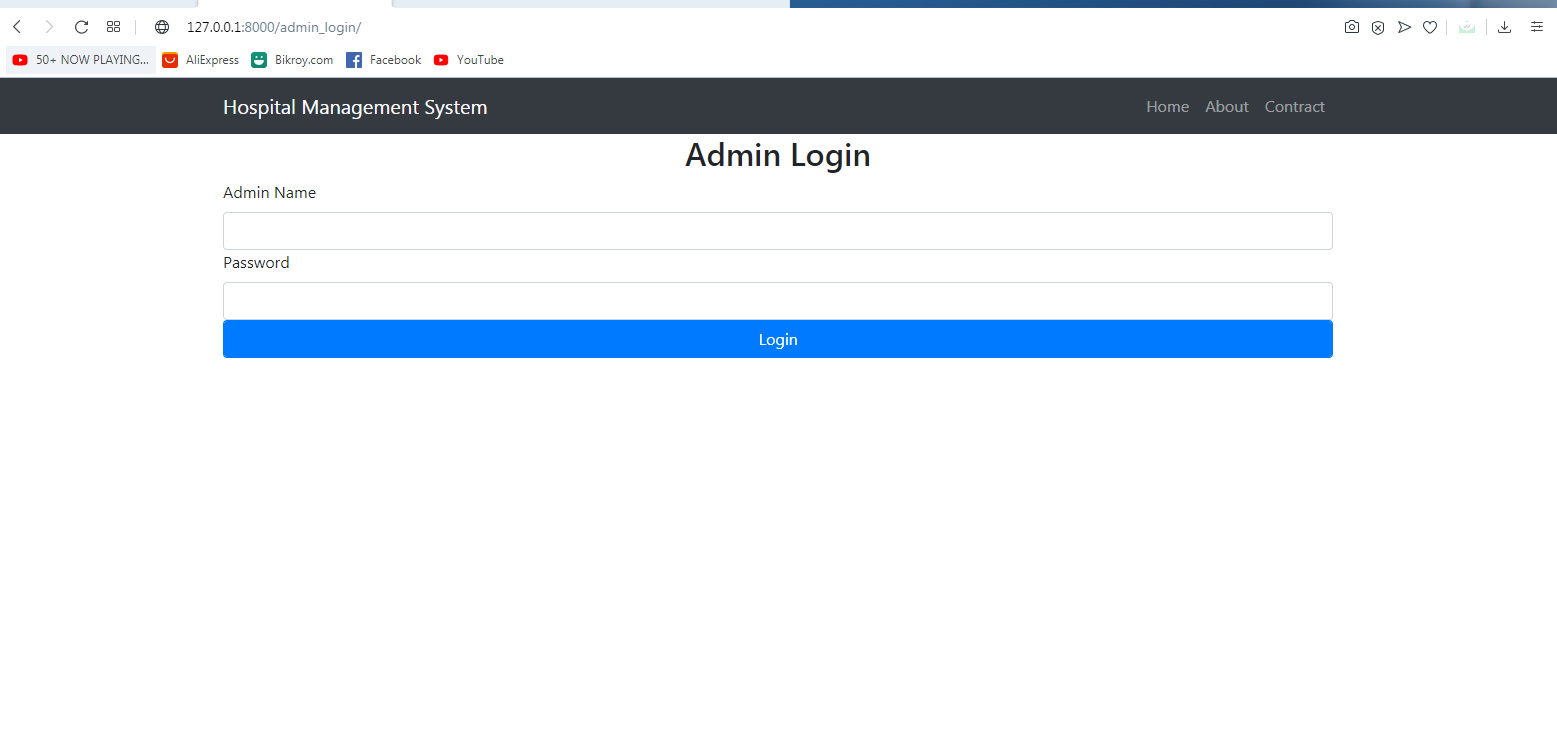 127.0.0.1:8000/admin_login/
50+ NOW PLAYING... AliExpress Bikroy.com Facebook YouTube
Hospital Management System Home About Contract
Admin Login
Admin Name
Password
Login